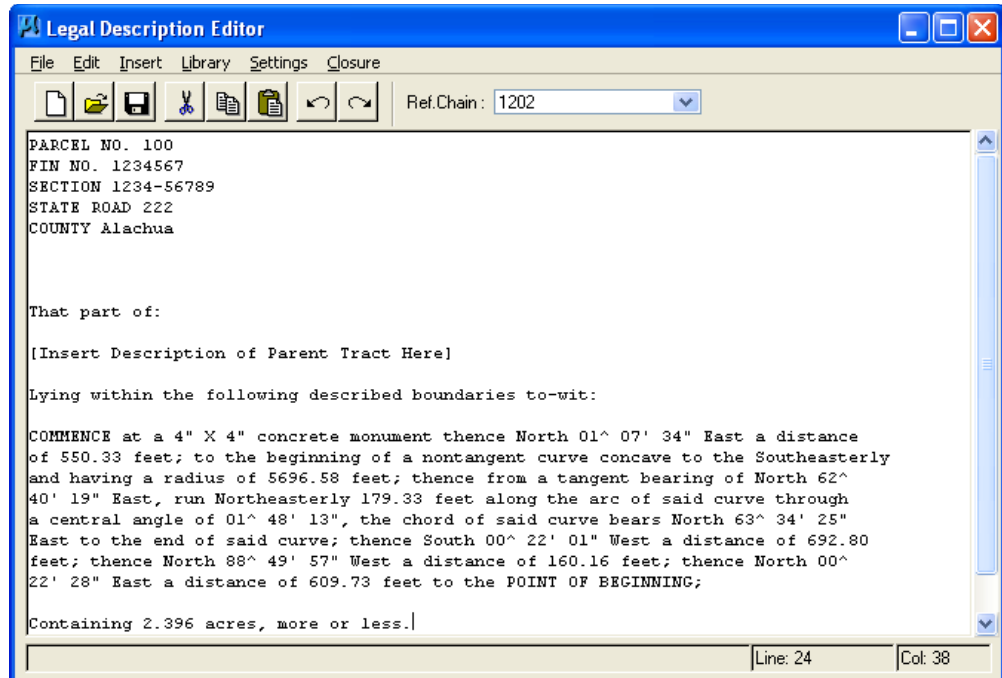 Legal Description Editor
File Edit Insert Library Settings Closure
Ref.Chain : 1202
PARCEL NO. 100
FIN NO. 1234567
SECTION 1234-56789
STATE ROAD 222
COUNTY Alachua
That part of:
[Insert Description of Parent Tract Here]
Lying within the following described boundaries to-wit:
COMMENCE at a 4" X 4" concrete monument thence North 01^ 07' 34" East a distance
of 550.33 feet; to the beginning of a nontangent curve concave to the Southeasterly
and having a radius of 5696.58 feet; thence from a tangent bearing of North 62^
40' 19" East, run Northeasterly 179.33 feet along the arc of said curve through
a central angle of 01^ 48' 13", the chord of said curve bears North 63^ 34' 25"
East to the end of said curve; thence South 00^ 22' 01" West a distance of 692.80
feet; thence North 88^ 49' 57" West a distance of 160.16 feet; thence North 00^
22' 28" East a distance of 609.73 feet to the POINT OF BEGINNING;
Containing 2.396 acres, more or less.
Line: 24 Col: 38